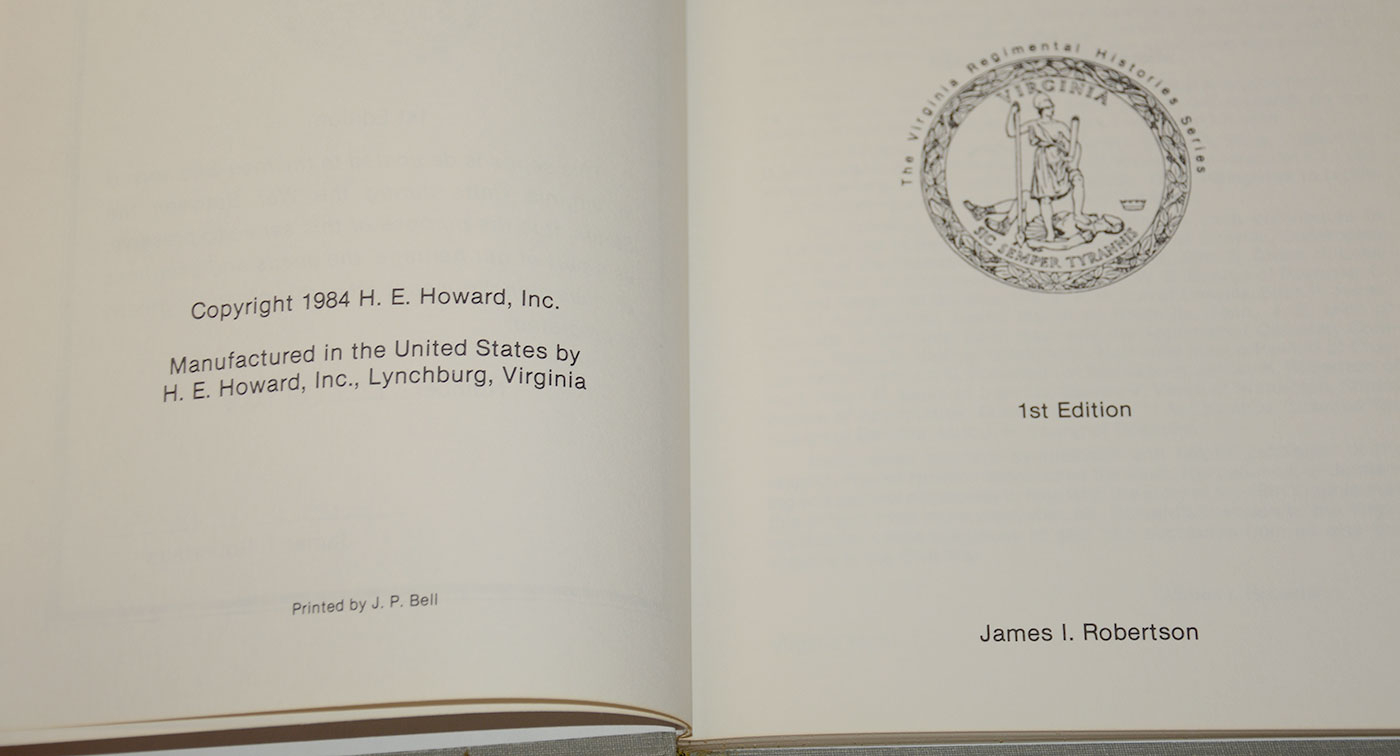 Copyright 1984 H. E. Howard, Inc.
Manufactured in the United States by
H. E. Howard, Inc., Lynchburg, Virginia
Printed by J. P. Bell
The Virginia Regimental Histories Series
VIRGINIA
SIC SEMPER TYRANNIS
1st Edition
James I. Robertson